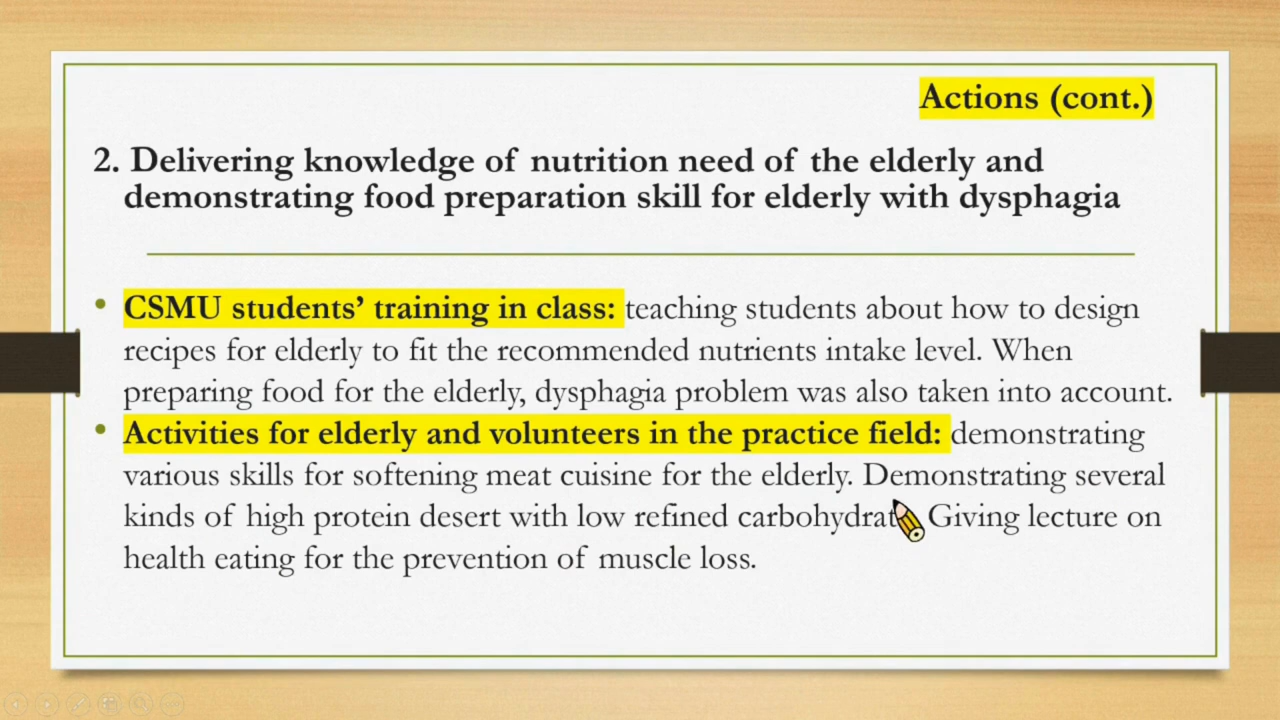 Actions (cont.)
2. Delivering knowledge of nutrition need of the elderly and
demonstrating food preparation skill for elderly with dysphagia
• CSMU students’ training in class: teaching students about how to design
recipes for elderly to fit the recommended nutrients intake level. When
preparing food for the elderly, dysphagia problem was also taken into account.
• Activities for elderly and volunteers in the practice field: demonstrating
various skills for softening meat cuisine for the elderly. Demonstrating several
kinds of high protein desert with low refined Giving lecture on
health eating for the prevention of muscle loss.